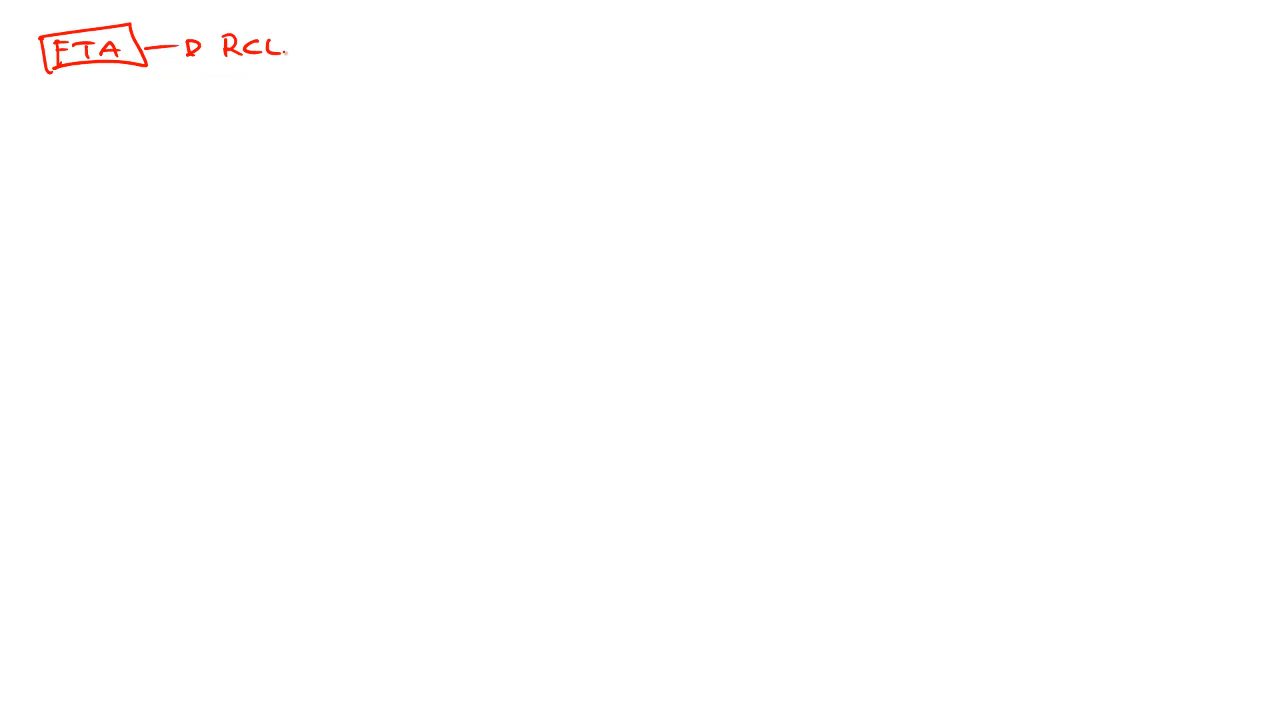 FTA → RCL.